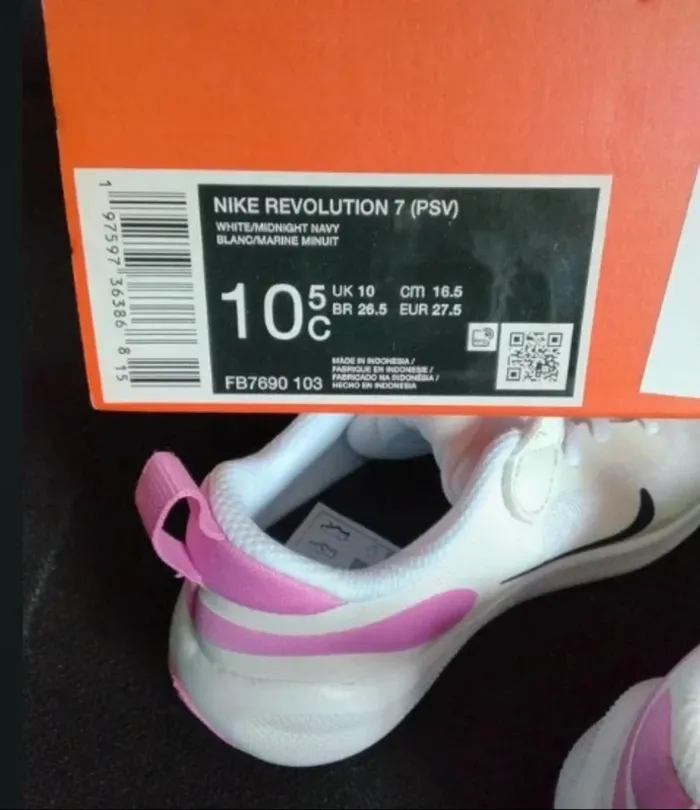 NIKE REVOLUTION 7 (PSV)
WHITE/MIDNIGHT NAVY
BLANC/MARINE MINUIT
10 5 C
UK 10 cm 16.5
BR 26.5 EUR 27.5
FB7690 103
MADE IN INDONESIA /
FABRIQUE EN INDONESIE /
FABRICADO NA INDONÉSIA /
HECHO EN INDONESIA
1 97597 36386 8 15